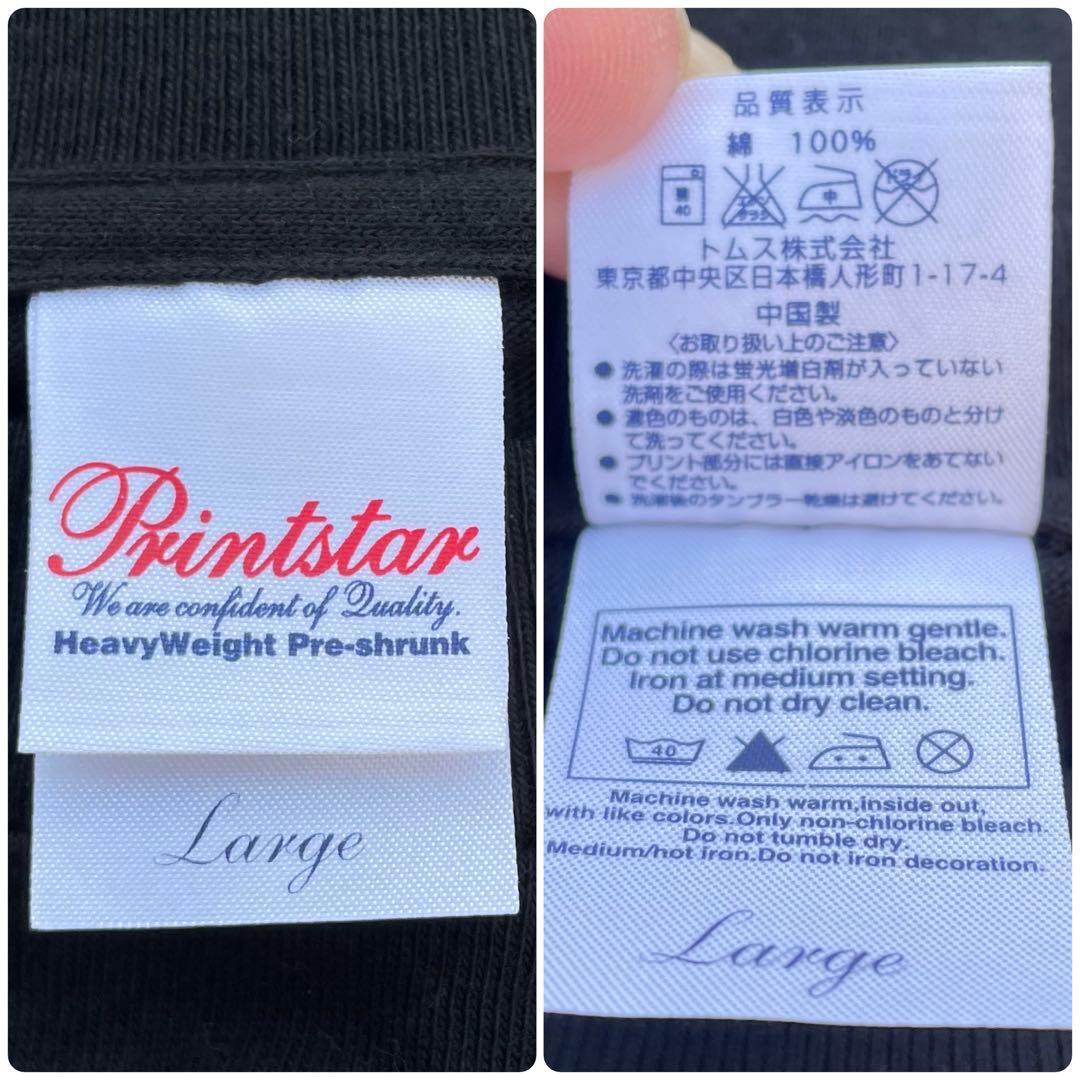 Printstar
We are confident of Quality.
HeavyWeight Pre-shrunk
Large
品質表示
綿 100%
弱 40 エンソ サラシ 中 ドライ
トムス株式会社
東京都中央区日本橋人形町1-17-4
中国製
〈お取り扱い上のご注意〉
● 洗濯の際は蛍光増白剤が入っていない
洗剤をご使用ください。
● 濃色のものは、白色や淡色のものと分け
て洗ってください。
● プリント部分には直接アイロンをあてない
でください。
● 洗濯後のタンブラー乾燥は避けてください。
Machine wash warm gentle.
Do not use chlorine bleach.
Iron at medium setting.
Do not dry clean.
40
Machine wash warm,inside out,
with like colors.Only non-chlorine bleach.
Do not tumble dry.
Medium/hot iron.Do not iron decoration.
Large